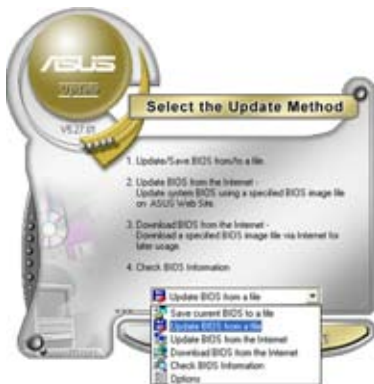 ASUS
Update
V5.27.01
Select the Update Method
1. Update/Save BIOS from/to a file.
2. Update BIOS from the Internet -
Update system BIOS using a specified BIOS image file
on ASUS Web Site.
3. Download BIOS from the Internet -
Download a specified BIOS image file via Internet for
later usage.
4. Check BIOS Information
Update BIOS from a file
Save current BIOS to a file
Update BIOS from a file
Update BIOS from the Internet
Download BIOS from the Internet
Check BIOS Information
Options